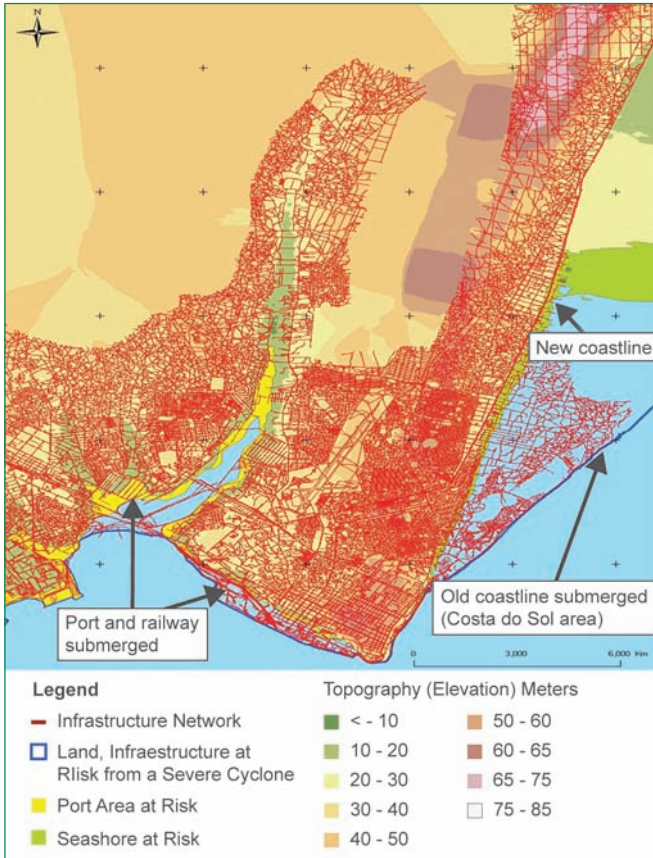 N
New coastline
Old coastline submerged
(Costa do Sol area)
Port and railway
submerged
0 3,000 6,000 Km
Legend
Infrastructure Network
Land, Infraestructure at
RIisk from a Severe Cyclone
Port Area at Risk
Seashore at Risk
Topography (Elevation) Meters
< - 10
10 - 20
20 - 30
30 - 40
40 - 50
50 - 60
60 - 65
65 - 75
75 - 85